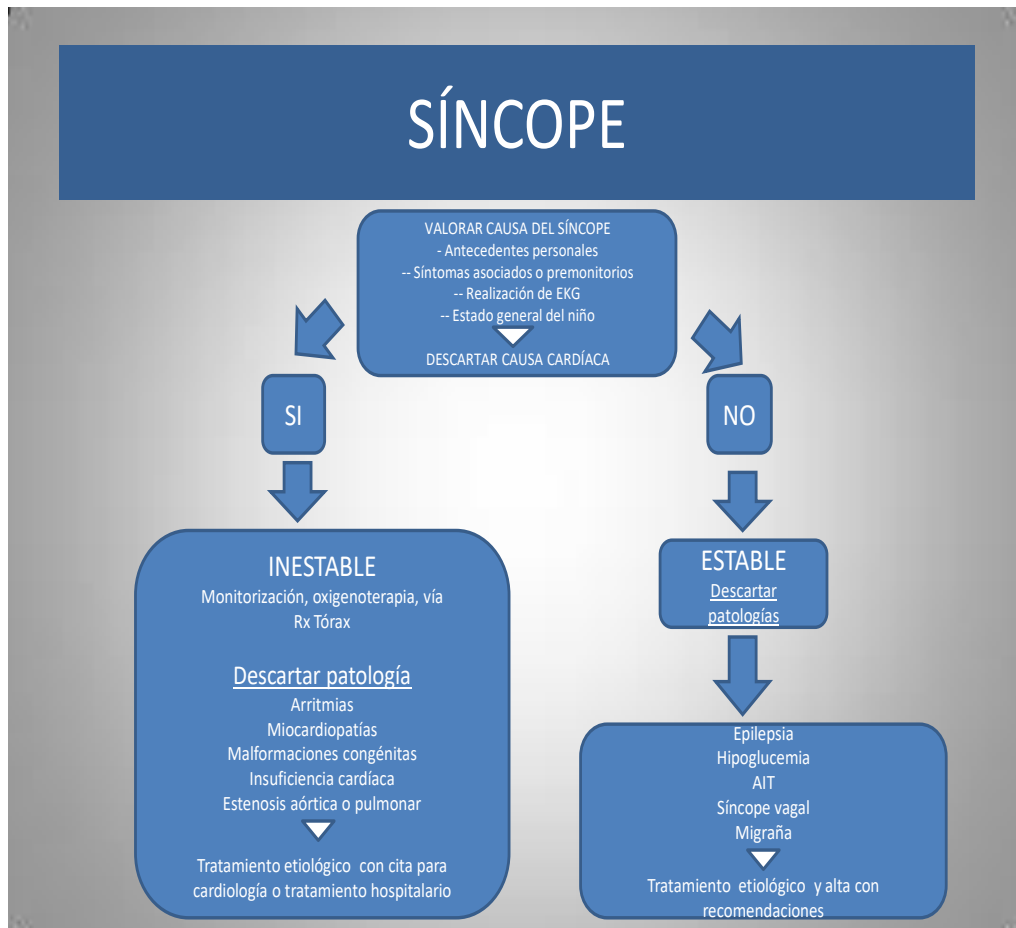 SÍNCOPE
VALORAR CAUSA DEL SÍNCOPE
- Antecedentes personales
-- Síntomas asociados o premonitorios
-- Realización de EKG
-- Estado general del niño
DESCARTAR CAUSA CARDÍACA
SI
NO
INESTABLE
Monitorización, oxigenoterapia, vía
Rx Tórax
Descartar patología
Arritmias
Miocardiopatías
Malformaciones congénitas
Insuficiencia cardíaca
Estenosis aórtica o pulmonar
Tratamiento etiológico con cita para
cardiología o tratamiento hospitalario
ESTABLE
Descartar
patologías
Epilepsia
Hipoglucemia
AIT
Síncope vagal
Migraña
Tratamiento etiológico y alta con
recomendaciones